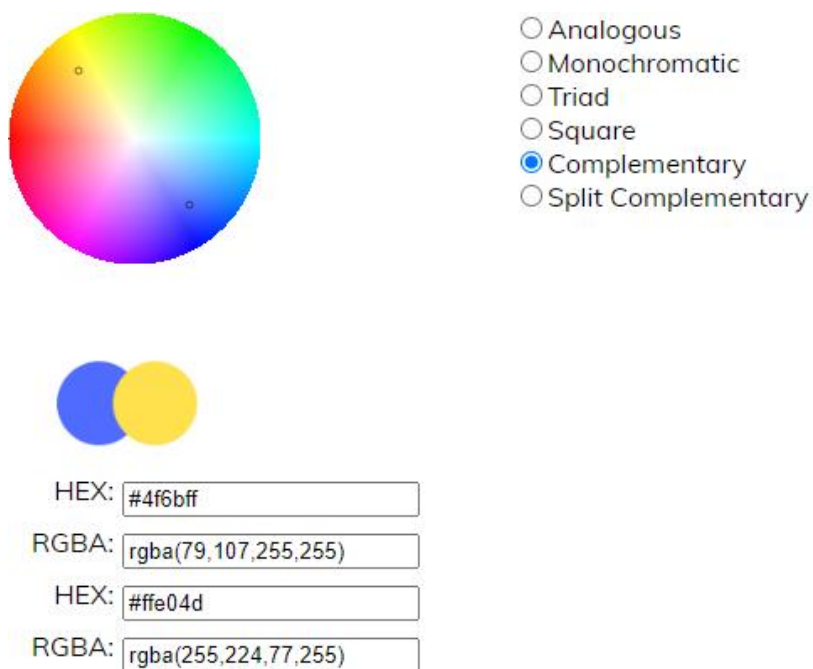 Analogous
Monochromatic
Triad
Square
Complementary
Split Complementary
HEX: #4f6bff
RGBA: rgba(79,107,255,255)
HEX: #ffe04d
RGBA: rgba(255,224,77,255)